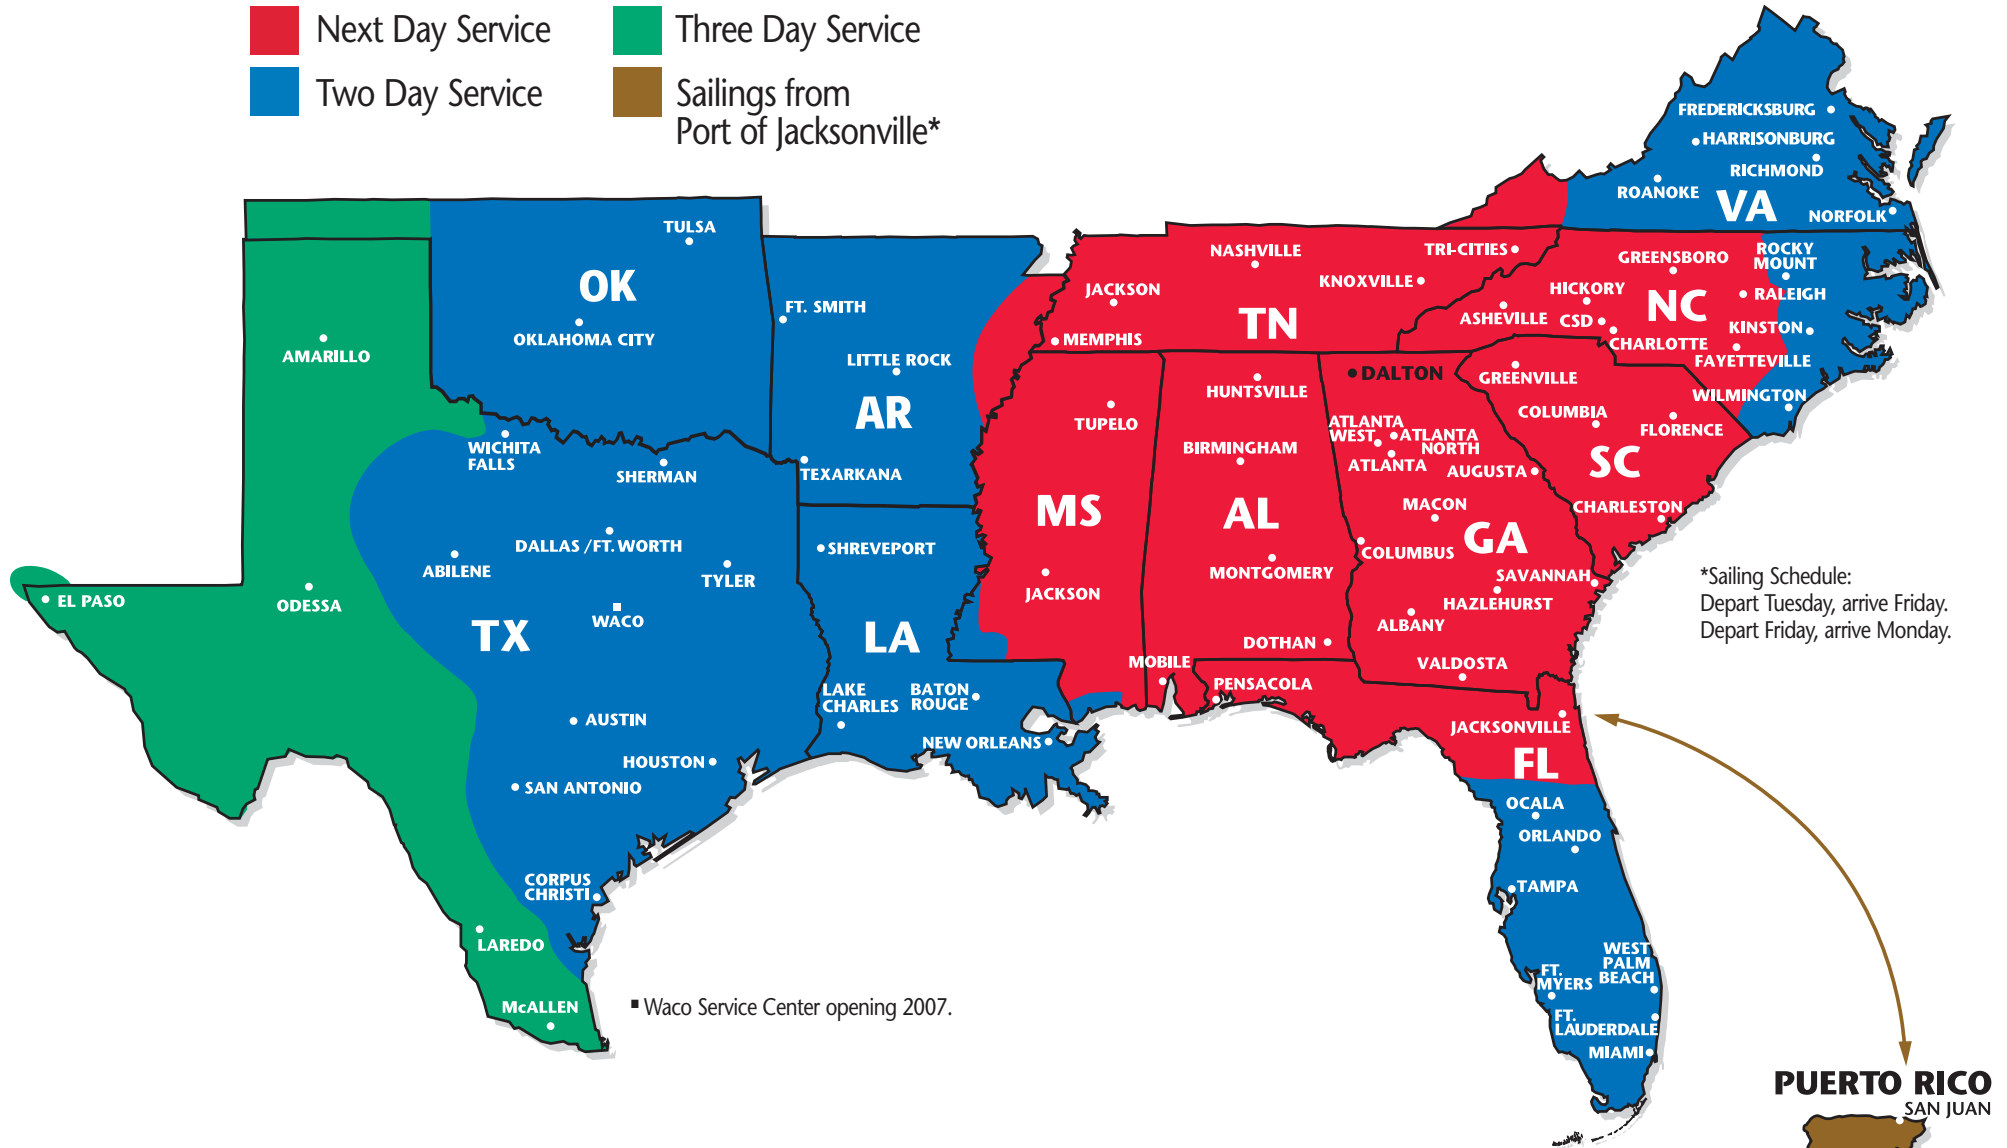 Next Day Service
Three Day Service
Two Day Service
Sailings from
Port of Jacksonville*
FREDERICKSBURG
HARRISONBURG
RICHMOND
ROANOKE
VA
NORFOLK
TULSA
OK
OKLAHOMA CITY
FT. SMITH
LITTLE ROCK
AR
TEXARKANA
NASHVILLE
TRI-CITIES
KNOXVILLE
JACKSON
TN
MEMPHIS
GREENSBORO
ROCKY
MOUNT
HICKORY
NC
RALEIGH
ASHEVILLE
CSD
KINSTON
CHARLOTTE
FAYETTEVILLE
WILMINGTON
AMARILLO
WICHITA
FALLS
SHERMAN
DALLAS /FT. WORTH
ABILENE
TYLER
EL PASO
ODESSA
WACO
TX
AUSTIN
HOUSTON
SAN ANTONIO
CORPUS
CHRISTI
LAREDO
McALLEN
SHREVEPORT
LA
LAKE
CHARLES
BATON
ROUGE
NEW ORLEANS
TUPELO
MS
JACKSON
HUNTSVILLE
BIRMINGHAM
AL
MONTGOMERY
DOTHAN
MOBILE
DALTON
ATLANTA
WEST
ATLANTA
NORTH
ATLANTA
AUGUSTA
MACON
GA
COLUMBUS
SAVANNAH
HAZLEHURST
ALBANY
VALDOSTA
GREENVILLE
COLUMBIA
FLORENCE
SC
CHARLESTON
PENSACOLA
JACKSONVILLE
FL
OCALA
ORLANDO
TAMPA
WEST
PALM
BEACH
FT.
MYERS
FT.
LAUDERDALE
MIAMI
*Sailing Schedule:
Depart Tuesday, arrive Friday.
Depart Friday, arrive Monday.
■ Waco Service Center opening 2007.
PUERTO RICO
SAN JUAN